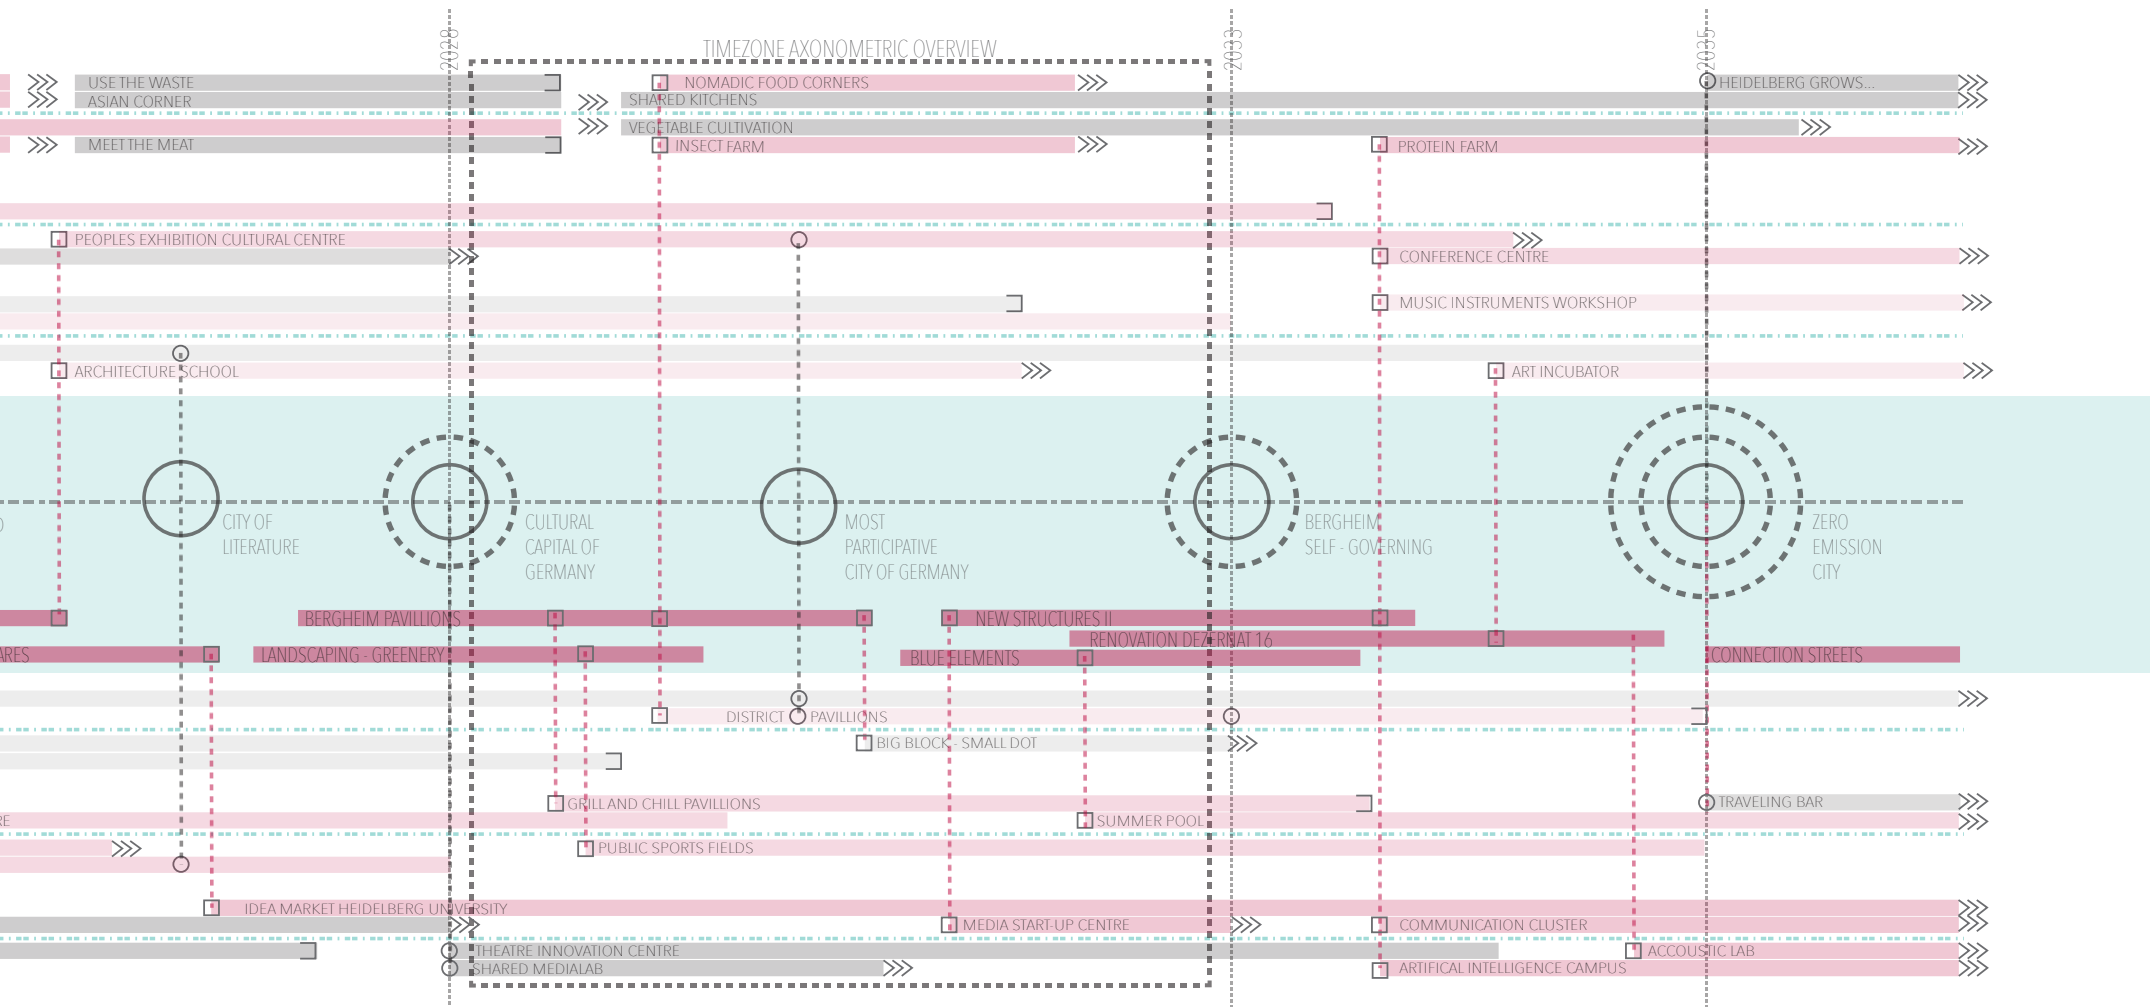 2028
2033
2035
TIMEZONE AXONOMETRIC OVERVIEW
USE THE WASTE
NOMADIC FOOD CORNERS
HEIDELBERG GROWS...
ASIAN CORNER
SHARED KITCHENS
VEGETABLE CULTIVATION
MEET THE MEAT
INSECT FARM
PROTEIN FARM
PEOPLES EXHIBITION CULTURAL CENTRE
CONFERENCE CENTRE
MUSIC INSTRUMENTS WORKSHOP
ARCHITECTURE SCHOOL
ART INCUBATOR
CITY OF
LITERATURE
CULTURAL
CAPITAL OF
GERMANY
MOST
PARTICIPATIVE
CITY OF GERMANY
BERGHEIM
SELF - GOVERNING
ZERO
EMISSION
CITY
BERGHEIM PAVILLIONS
NEW STRUCTURES II
RENOVATION DEZERNAT 16
ARES
LANDSCAPING - GREENERY
BLUE ELEMENTS
CONNECTION STREETS
DISTRICT PAVILLIONS
BIG BLOCK - SMALL DOT
GRILL AND CHILL PAVILLIONS
TRAVELING BAR
RE
SUMMER POOL
PUBLIC SPORTS FIELDS
IDEA MARKET HEIDELBERG UNIVERSITY
MEDIA START-UP CENTRE
COMMUNICATION CLUSTER
THEATRE INNOVATION CENTRE
ACCOUSTIC LAB
SHARED MEDIALAB
ARTIFICAL INTELLIGENCE CAMPUS